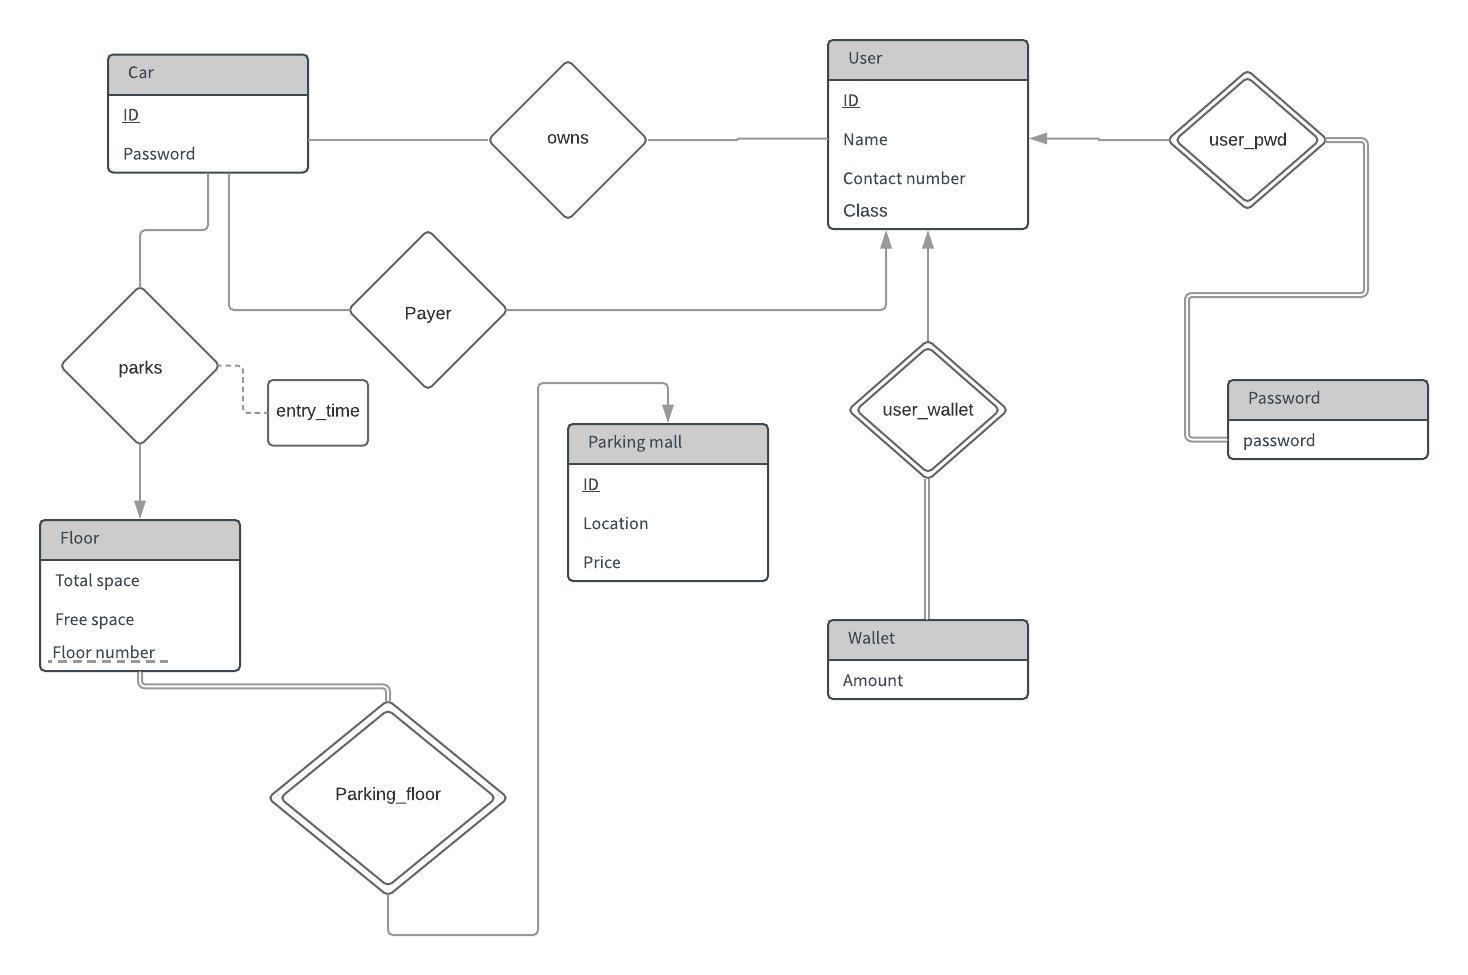 Car
ID
Password
owns
User
ID
Name
Contact number
Class
user_pwd
Payer
parks
entry_time
Parking mall
ID
Location
Price
user_wallet
Password
password
Floor
Total space
Free space
Floor number
Wallet
Amount
Parking_floor